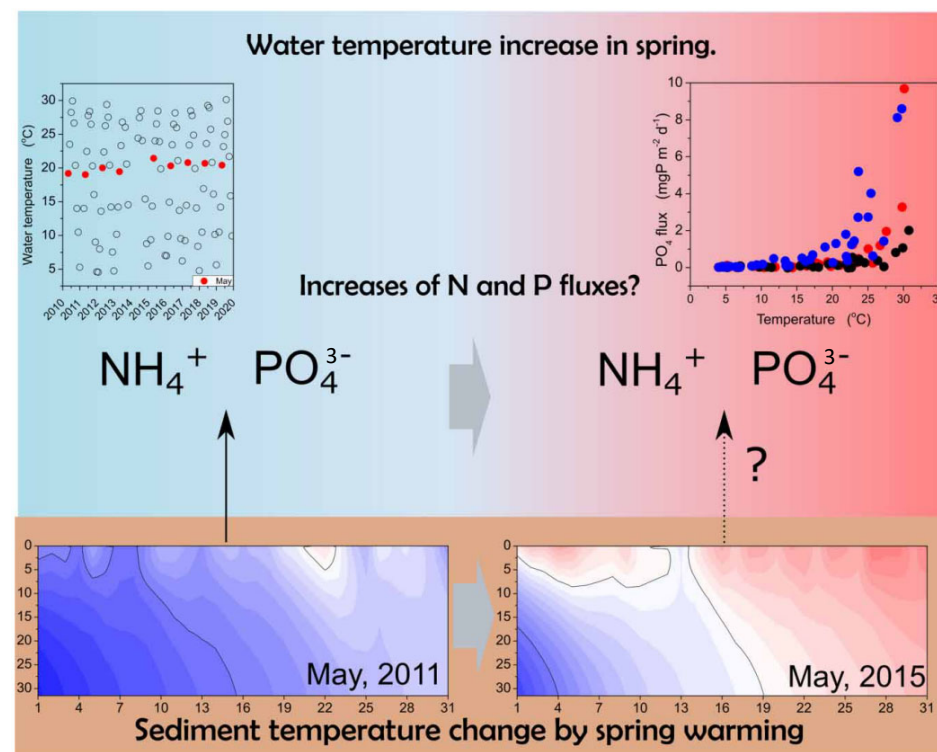 Water temperature increase in spring.
Water temperature (°C)
30
25
20
15
10
5
2010
2011
2012
2013
2014
2015
2016
2017
2018
2019
2020
May
PO₄ flux (mgP m⁻² d⁻¹)
10
8
6
4
2
0
0 5 10 15 20 25 30 35
Temperature (°C)
Increases of N and P fluxes?
NH₄⁺ PO₄³⁻
NH₄⁺ PO₄³⁻
?
0
5
10
15
20
25
30
1 4 7 10 13 16 19 22 25 28 31
May, 2011
0
5
10
15
20
25
30
1 4 7 10 13 16 19 22 25 28 31
May, 2015
Sediment temperature change by spring warming